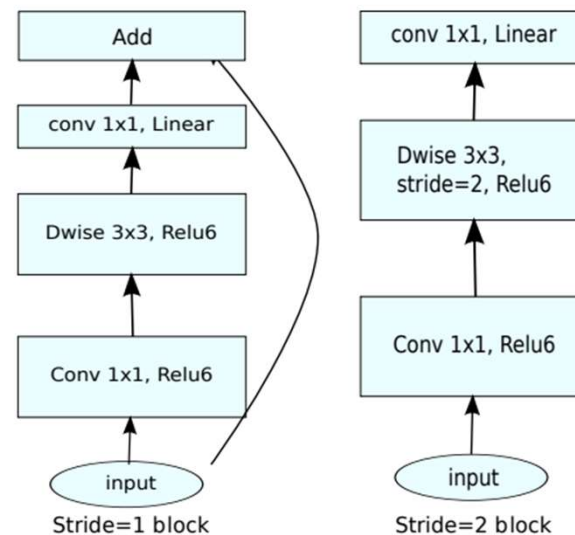 Add
conv 1x1, Linear
Dwise 3x3, Relu6
Conv 1x1, Relu6
input
Stride=1 block
conv 1x1, Linear
Dwise 3x3,
stride=2, Relu6
Conv 1x1, Relu6
input
Stride=2 block